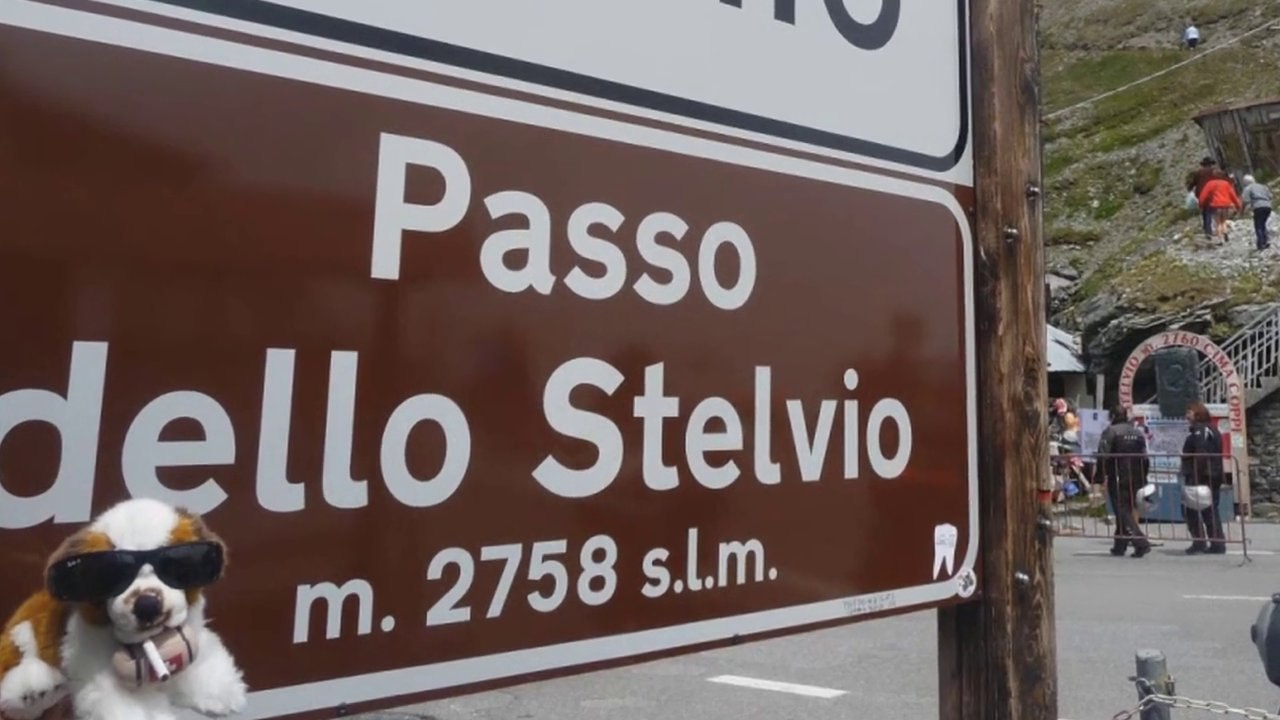 Passo
dello Stelvio
m. 2758 s.l.m.
STELVIO m. 2760 CIMA COPPI